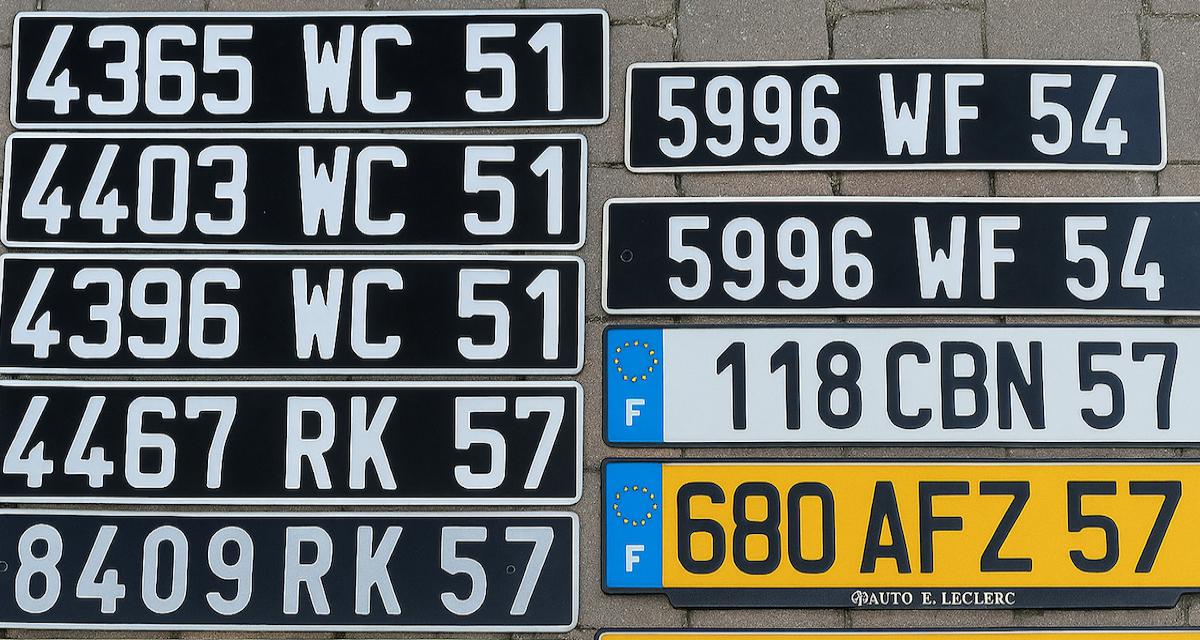 4365 WC 51
4403 WC 51
4396 WC 51
4467 RK 57
8409 RK 57
5996 WF 54
5996 WF 54
F 118 CBN 57
F 680 AFZ 57
AUTO E. LECLERC